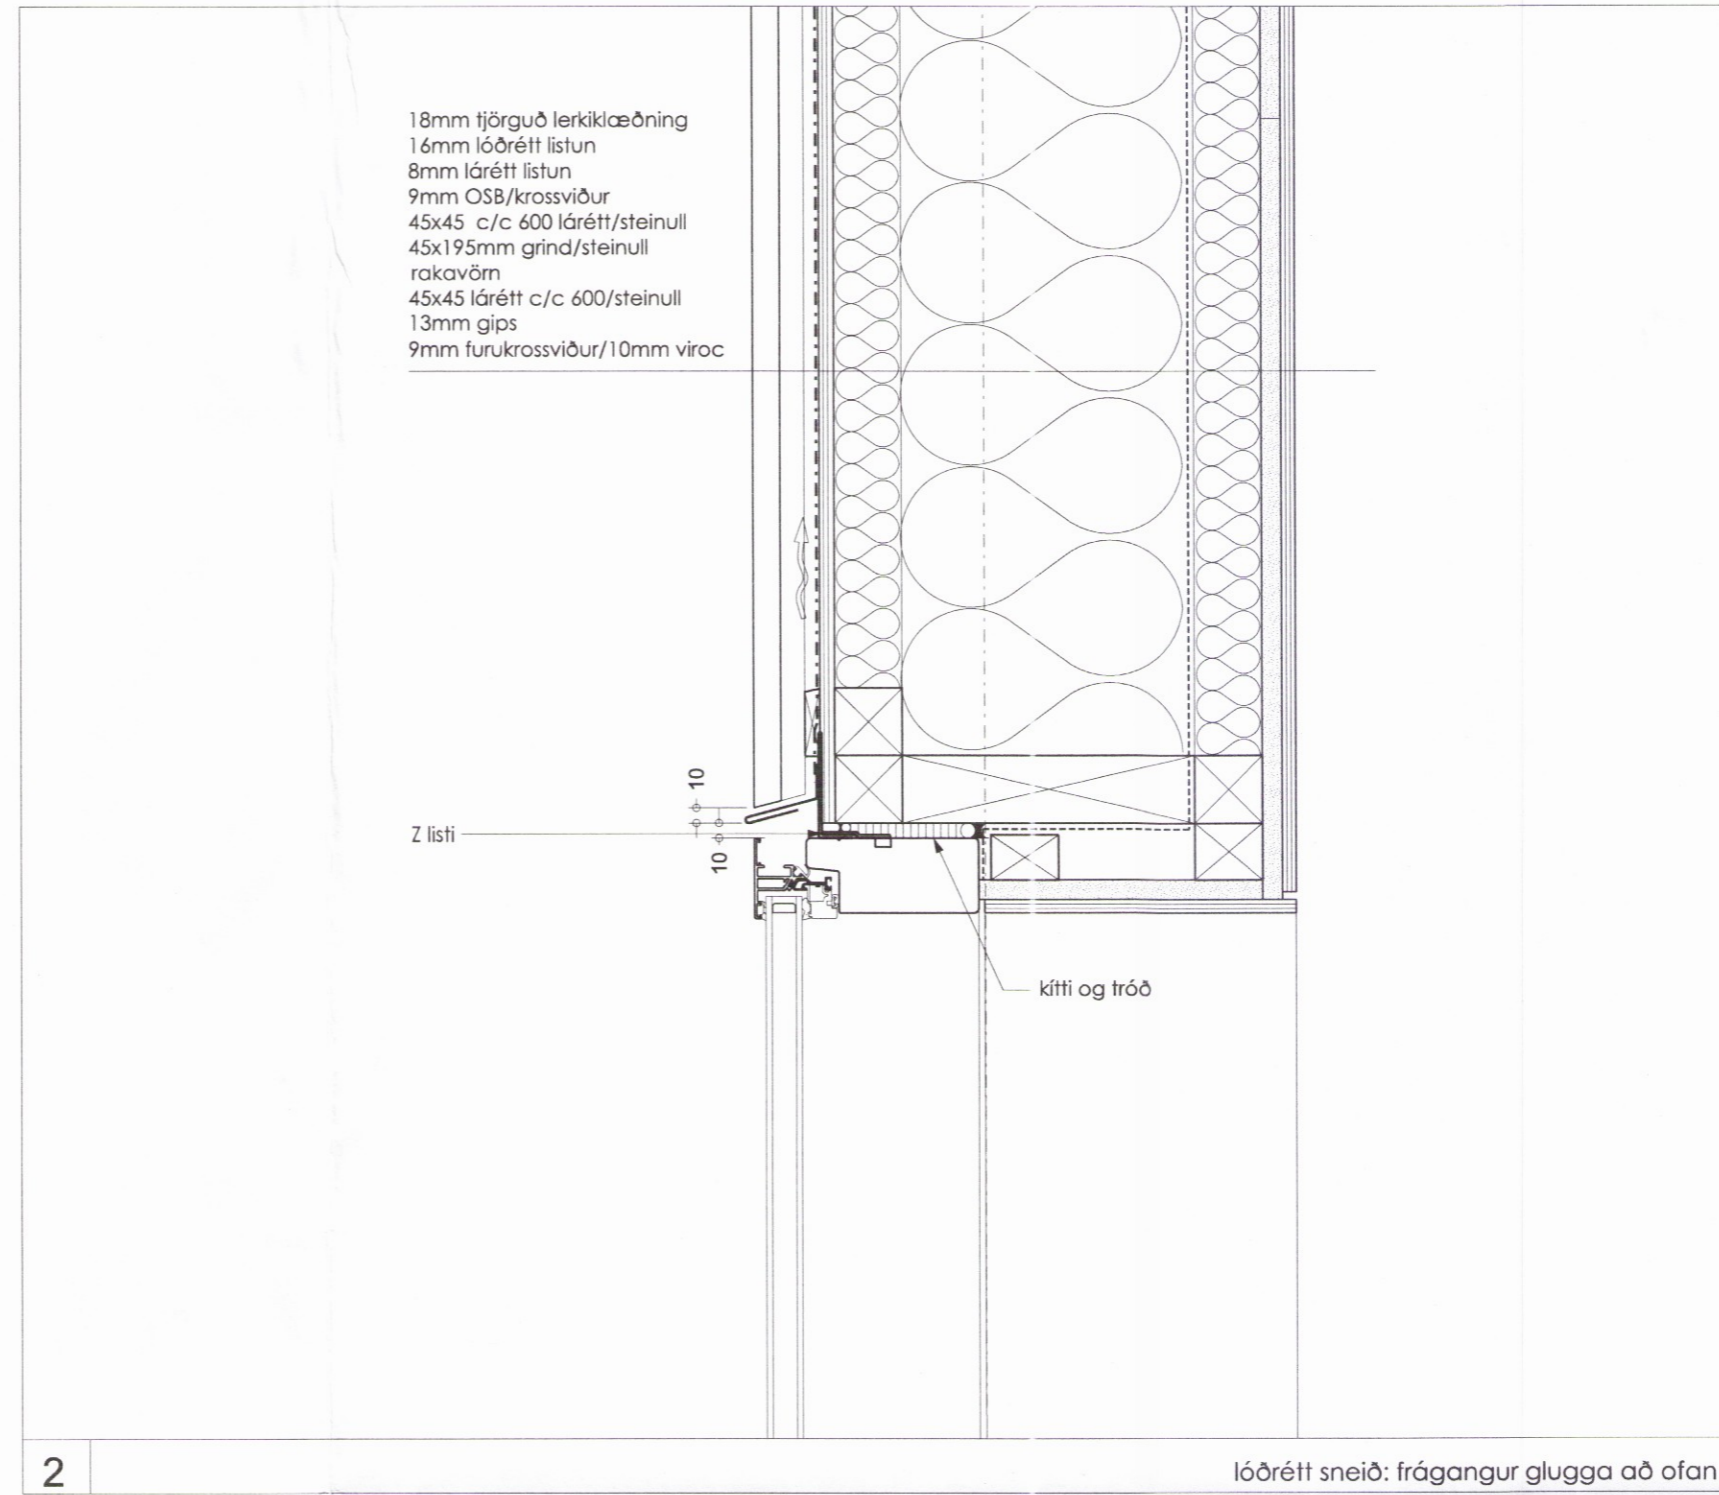 18mm tjörguð lerkiklæðning
16mm lóðrétt listun
8mm lárétt listun
9mm OSB/krossviður
45x45 c/c 600 lárétt/steinull
45x195mm grind/steinull
rakavörn
45x45 lárétt c/c 600/steinull
13mm gips
9mm furukrossviður/10mm viroc
10
Z listi
10
kítti og tróð
2
lóðrétt sneið: frágangur glugga að ofan